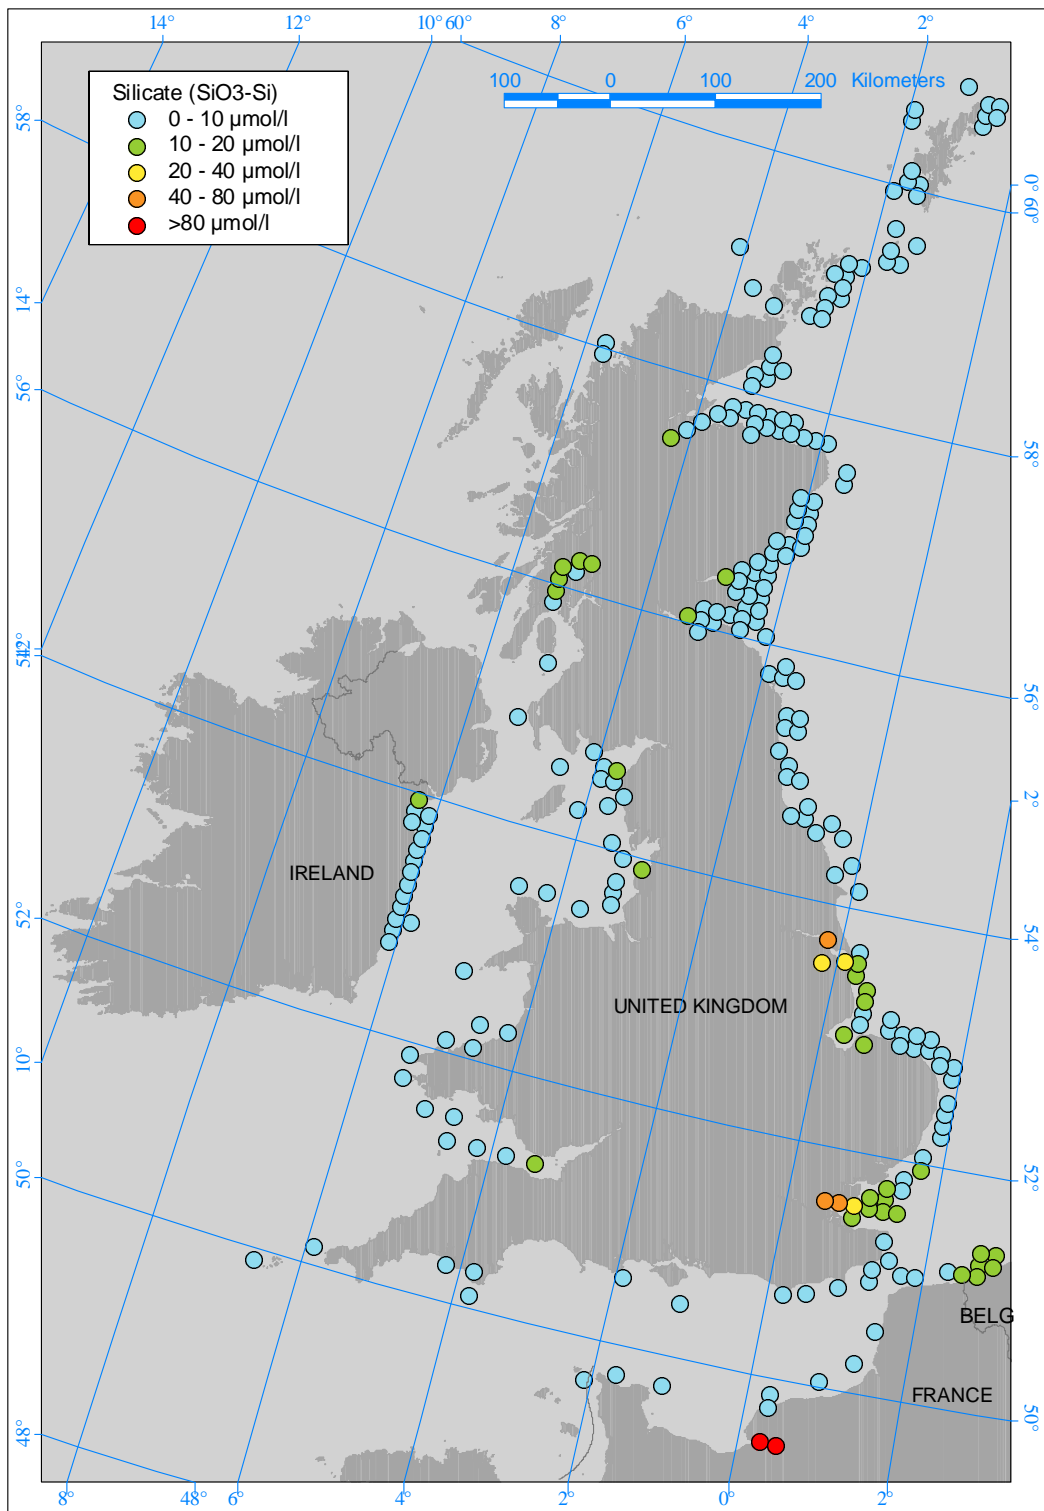 14°
12°
10°
60°
8°
6°
4°
2°
Silicate (SiO3-Si)
0 - 10 µmol/l
10 - 20 µmol/l
20 - 40 µmol/l
40 - 80 µmol/l
>80 µmol/l
100 0 100 200 Kilometers
58°
0°
60°
14°
56°
58°
56°
2°
IRELAND
52°
54°
UNITED KINGDOM
10°
50°
52°
BELG
FRANCE
48°
50°
8°
48°
6°
4°
2°
0°
2°